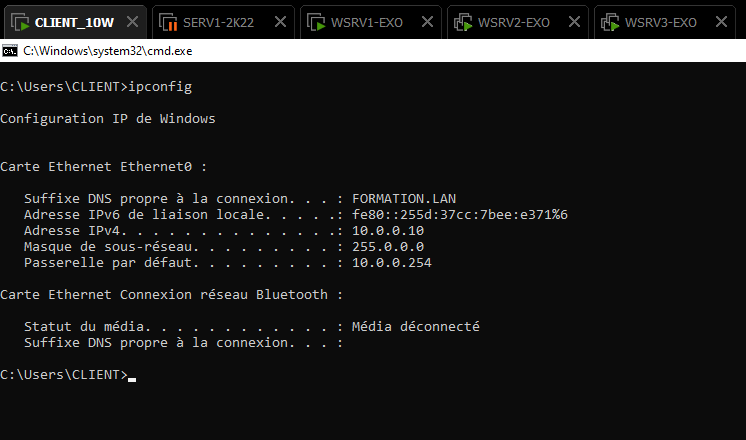 CLIENT_10W SERV1-2K22 WSRV1-EXO WSRV2-EXO WSRV3-EXO
C:\Windows\system32\cmd.exe
C:\Users\CLIENT>ipconfig
Configuration IP de Windows
Carte Ethernet Ethernet0 :
Suffixe DNS propre à la connexion. . . : FORMATION.LAN
Adresse IPv6 de liaison locale. . . . .: fe80::255d:37cc:7bee:e371%6
Adresse IPv4. . . . . . . . . . . . . .: 10.0.0.10
Masque de sous-réseau. . . . . . . . . : 255.0.0.0
Passerelle par défaut. . . . . . . . . : 10.0.0.254
Carte Ethernet Connexion réseau Bluetooth :
Statut du média. . . . . . . . . . . . : Média déconnecté
Suffixe DNS propre à la connexion. . . :
C:\Users\CLIENT>